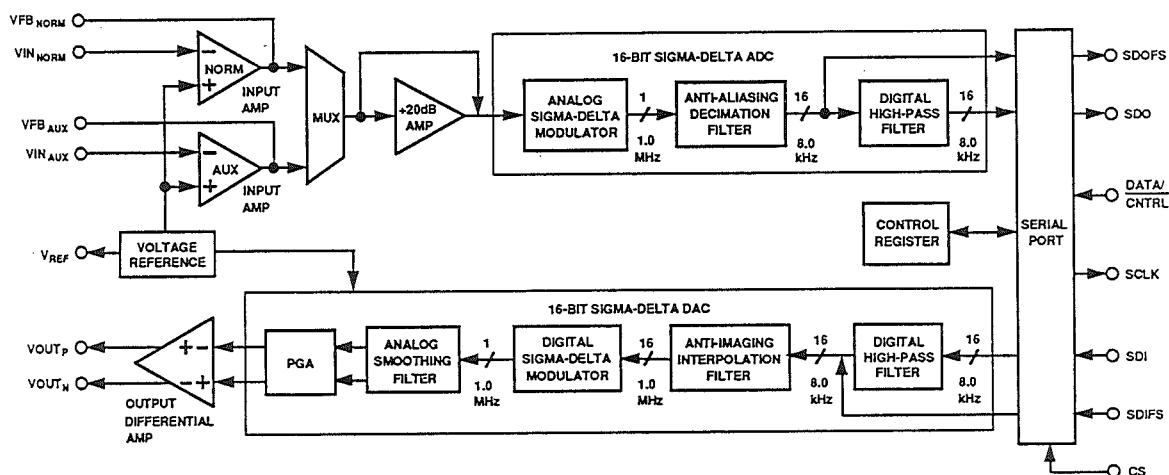 VFB NORM
VIN NORM
−
NORM
+
INPUT
AMP
VFB AUX
VIN AUX
−
AUX
+
INPUT
AMP
MUX
+20dB
AMP
16-BIT SIGMA-DELTA ADC
ANALOG
SIGMA-DELTA
MODULATOR
1
1.0
MHz
ANTI-ALIASING
DECIMATION
FILTER
16
8.0
kHz
DIGITAL
HIGH-PASS
FILTER
16
8.0
kHz
SERIAL
PORT
SDOFS
SDO
DATA/
CNTRL
SCLK
SDI
SDIFS
CS
CONTROL
REGISTER
VREF
VOLTAGE
REFERENCE
16-BIT SIGMA-DELTA DAC
VOUTP
VOUTN
+ −
− +
OUTPUT
DIFFERENTIAL
AMP
PGA
ANALOG
SMOOTHING
FILTER
1
1.0
MHz
DIGITAL
SIGMA-DELTA
MODULATOR
16
1.0
MHz
ANTI-IMAGING
INTERPOLATION
FILTER
16
8.0
kHz
DIGITAL
HIGH-PASS
FILTER
16
8.0
kHz